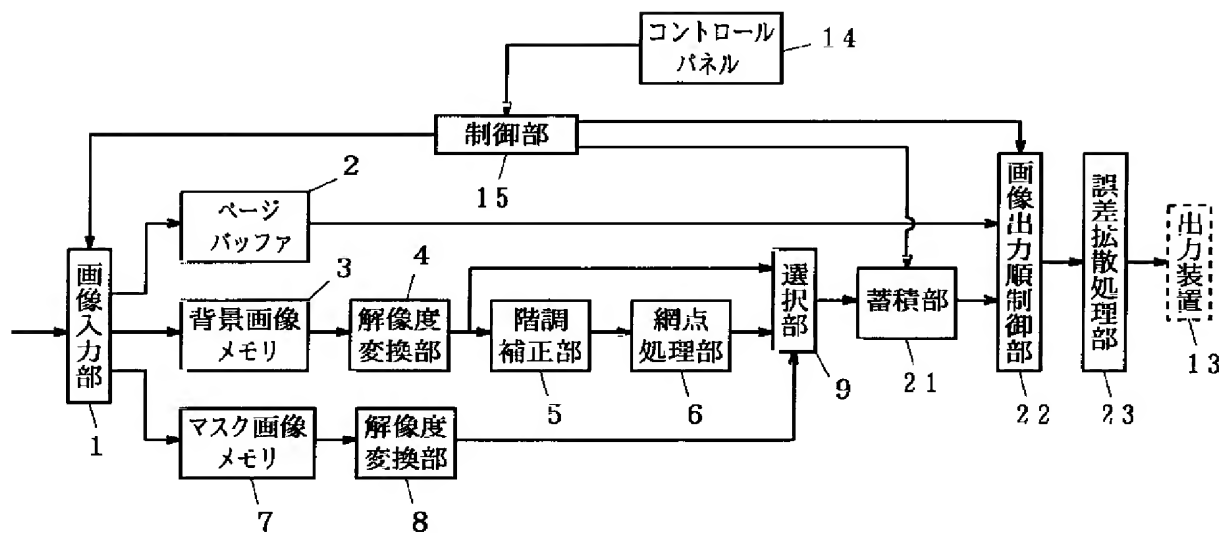 コントロール
パネル
14
制御部
15
2
ページ
バッファ
画像入力部
1
3
背景画像
メモリ
4
解像度
変換部
階調
補正部
5
網点
処理部
6
選択部
9
蓄積部
21
画像出力順制御部
22
誤差拡散処理部
23
出力装置
13
マスク画像
メモリ
7
解像度
変換部
8